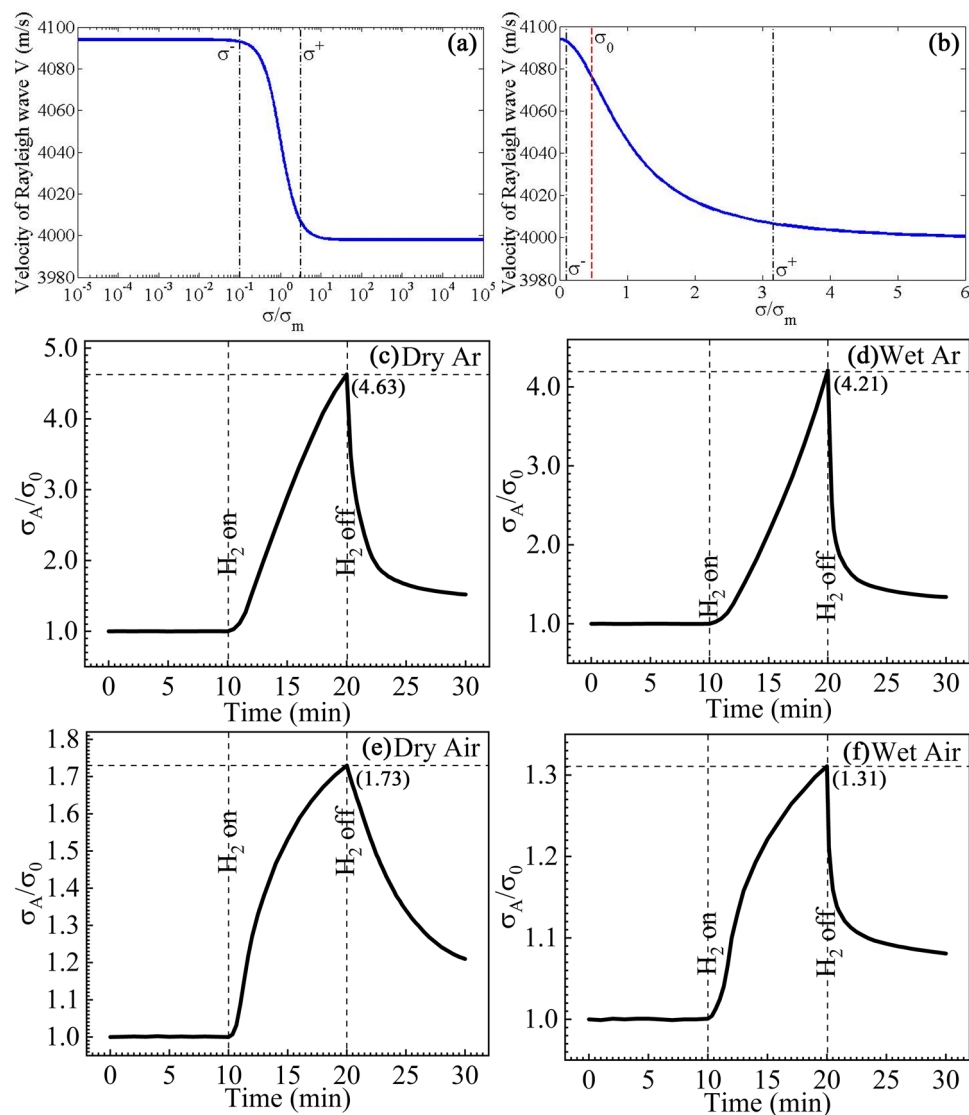 (a)
Velocity of Rayleigh wave V (m/s)
4100
4080
4060
4040
4020
4000
3980
σ⁻
σ⁺
10⁻⁵ 10⁻⁴ 10⁻³ 10⁻² 10⁻¹ 10⁰ 10¹ 10² 10³ 10⁴ 10⁵
σ/σₘ
(b)
Velocity of Rayleigh wave V (m/s)
4100
4080
4060
4040
4020
4000
3980
σ₀
σ⁻
σ⁺
0 1 2 3 4 5 6
σ/σₘ
(c) Dry Ar
σ_A/σ₀
5.0
4.0
3.0
2.0
1.0
(4.63)
H₂ on
H₂ off
0 5 10 15 20 25 30
Time (min)
(d) Wet Ar
σ_A/σ₀
4.0
3.0
2.0
1.0
(4.21)
H₂ on
H₂ off
0 5 10 15 20 25 30
Time (min)
(e) Dry Air
σ_A/σ₀
1.8
1.7
1.6
1.5
1.4
1.3
1.2
1.1
1.0
(1.73)
H₂ on
H₂ off
0 5 10 15 20 25 30
Time (min)
(f) Wet Air
σ_A/σ₀
1.3
1.2
1.1
1.0
(1.31)
H₂ on
H₂ off
0 5 10 15 20 25 30
Time (min)